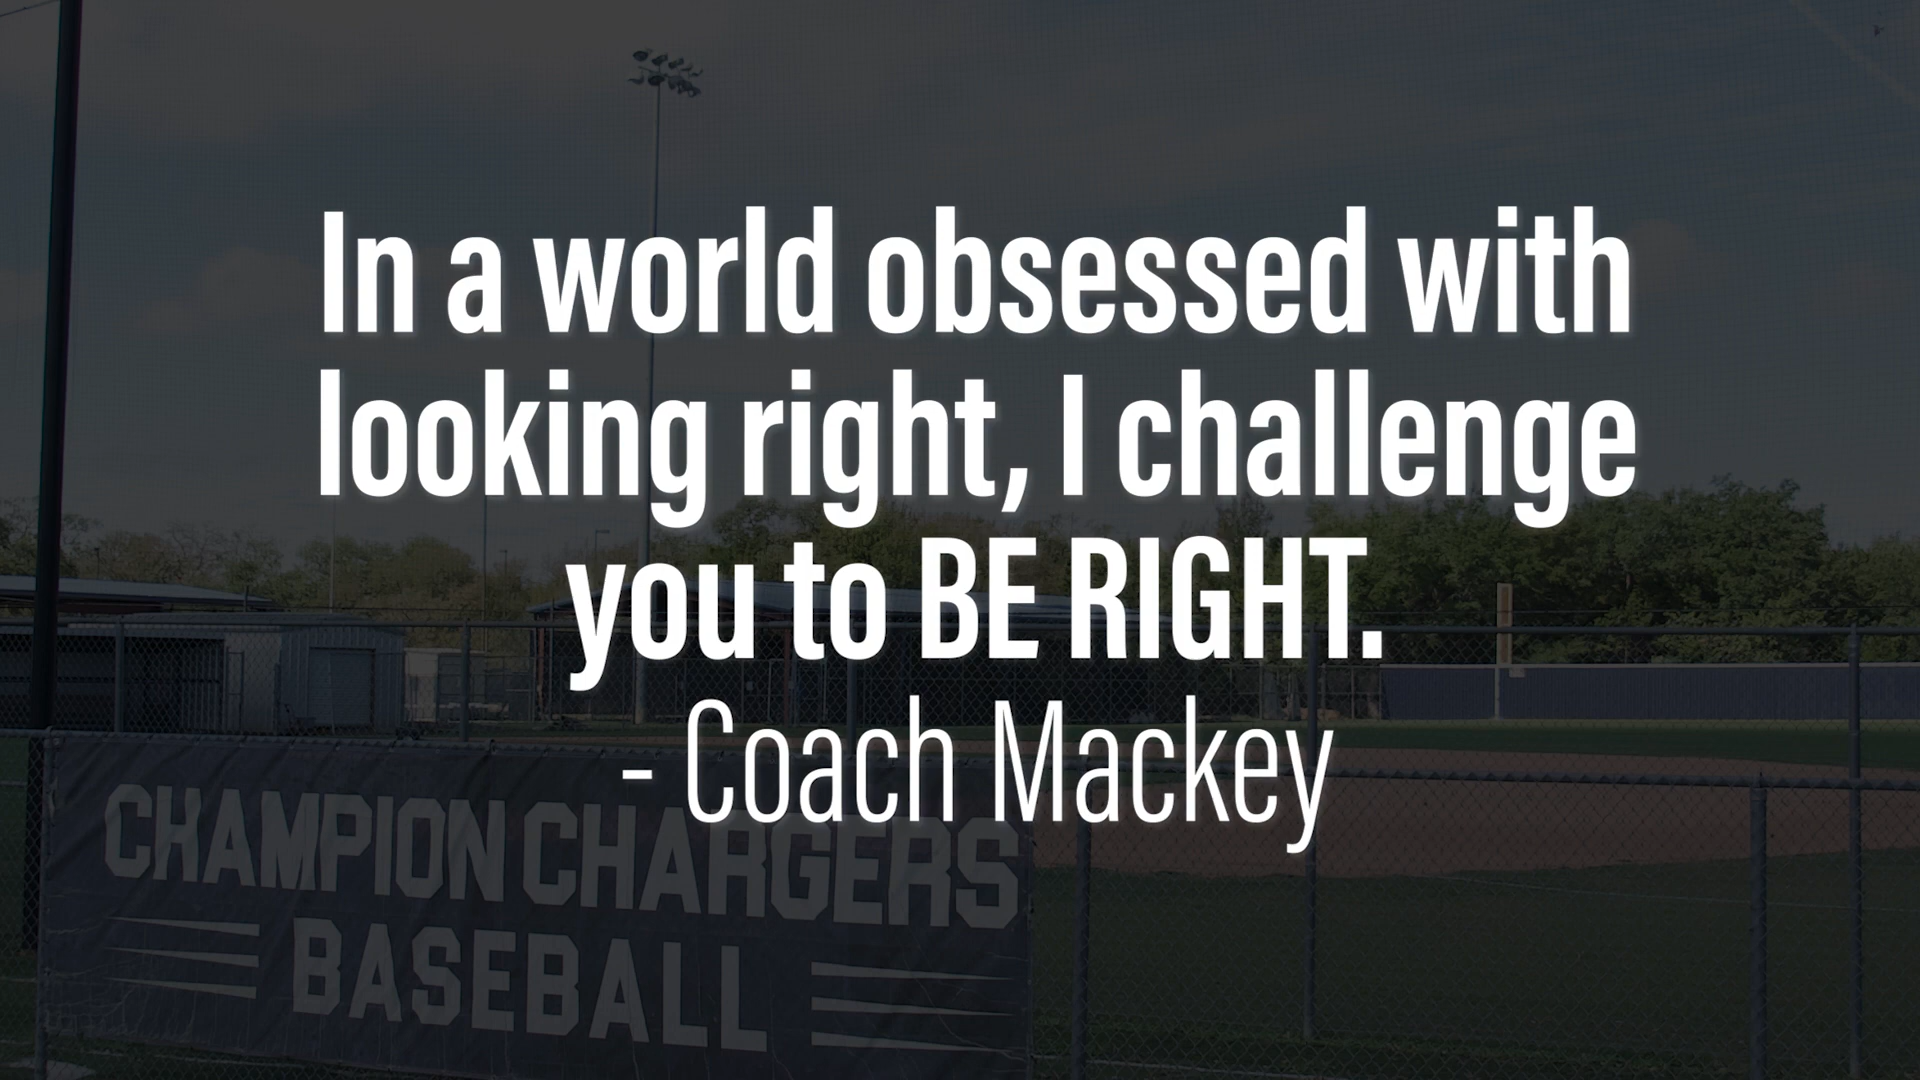 In a world obsessed with
looking right, I challenge
you to BE RIGHT.
- Coach Mackey
CHAMPION CHARGERS
BASEBALL